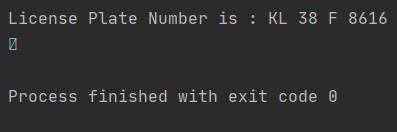 License Plate Number is : KL 38 F 8616
Process finished with exit code 0